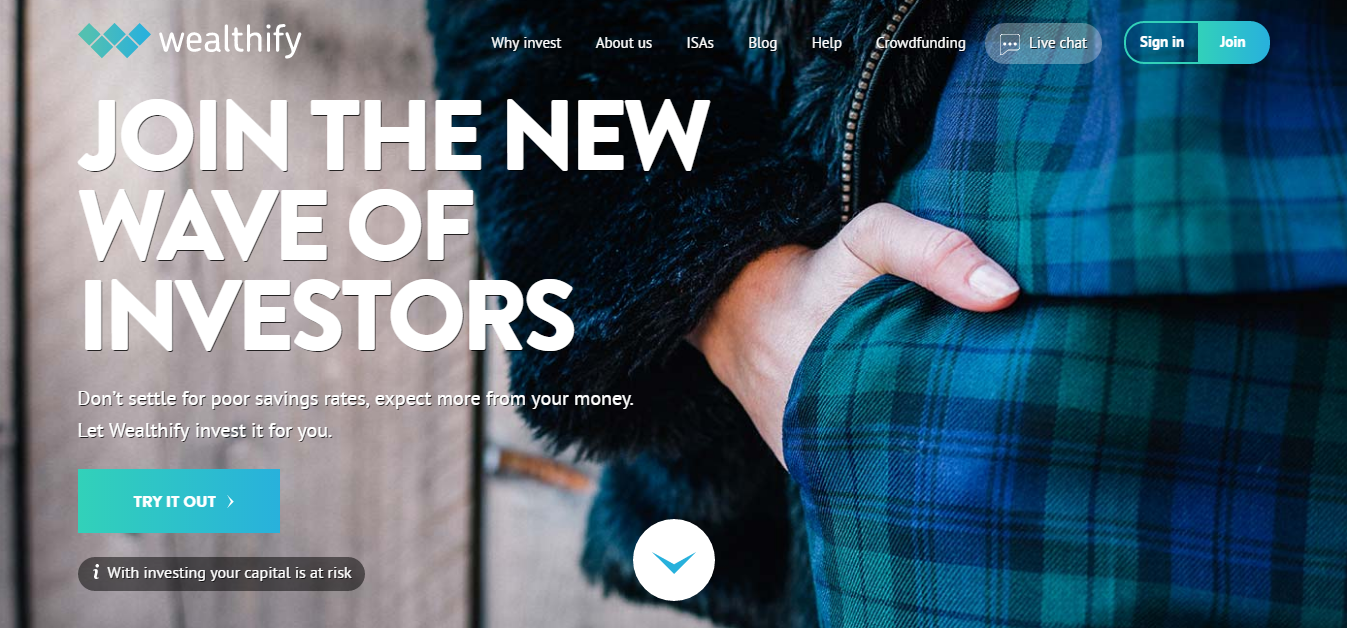 wealthify
Why invest About us ISAs Blog Help Crowdfunding Live chat Sign in Join
JOIN THE NEW
WAVE OF
INVESTORS
Don't settle for poor savings rates, expect more from your money.
Let Wealthify invest it for you.
TRY IT OUT
i With investing your capital is at risk